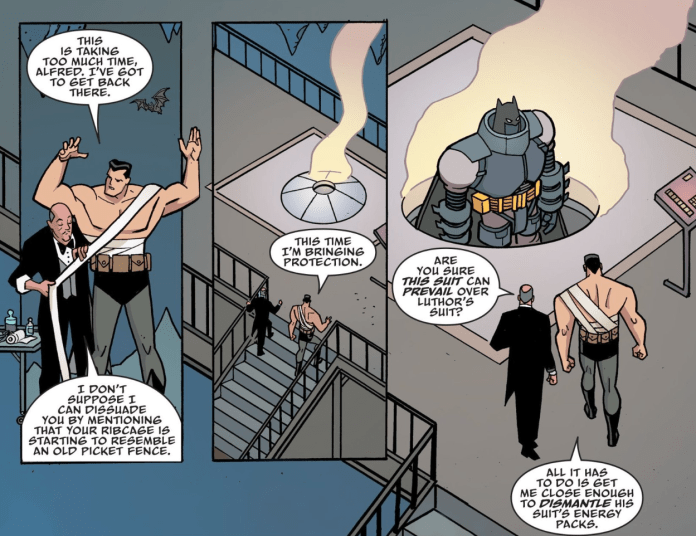 THIS
IS TAKING
TOO MUCH TIME,
ALFRED. I'VE GOT
TO GET BACK
THERE.
I DON'T
SUPPOSE I
CAN DISSUADE
YOU BY MENTIONING
THAT YOUR RIBCAGE IS
STARTING TO RESEMBLE
AN OLD PICKET FENCE.
THIS TIME
I'M BRINGING
PROTECTION.
ARE
YOU SURE
THIS SUIT CAN
PREVAIL OVER
LUTHOR'S
SUIT?
ALL IT HAS
TO DO IS GET
ME CLOSE ENOUGH
TO DISMANTLE HIS
SUIT'S ENERGY
PACKS.